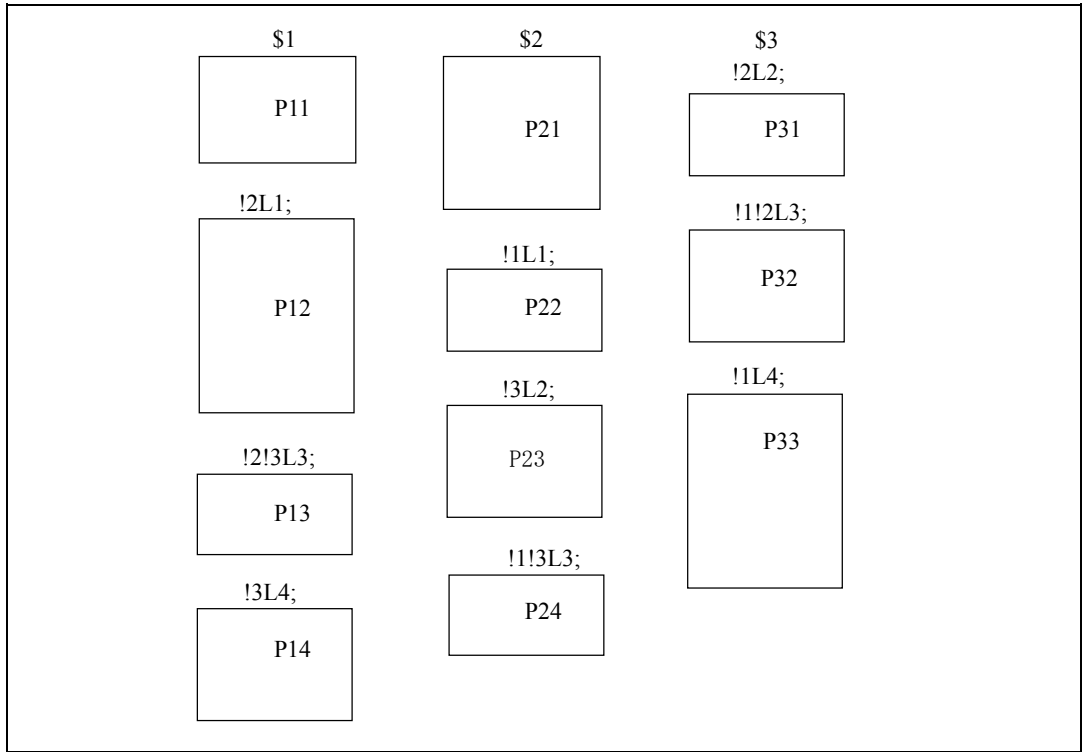 $1
P11
!2L1;
P12
!2!3L3;
P13
!3L4;
P14
$2
P21
!1L1;
P22
!3L2;
P23
!1!3L3;
P24
$3
!2L2;
P31
!1!2L3;
P32
!1L4;
P33